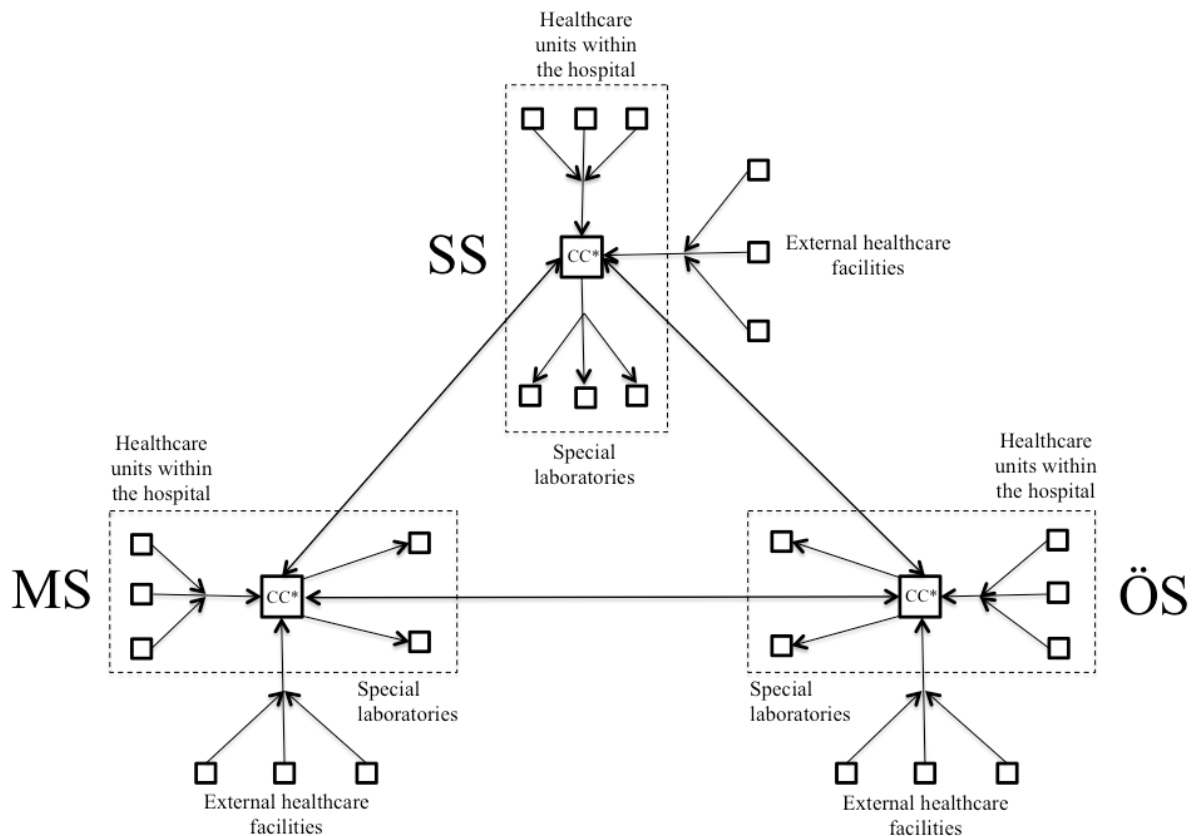 Healthcare
units within
the hospital
SS
CC*
External healthcare
facilities
Special
laboratories
Healthcare
units within
the hospital
MS
CC*
Special
laboratories
External healthcare
facilities
Healthcare
units within
the hospital
CC*
ÖS
Special
laboratories
External healthcare
facilities